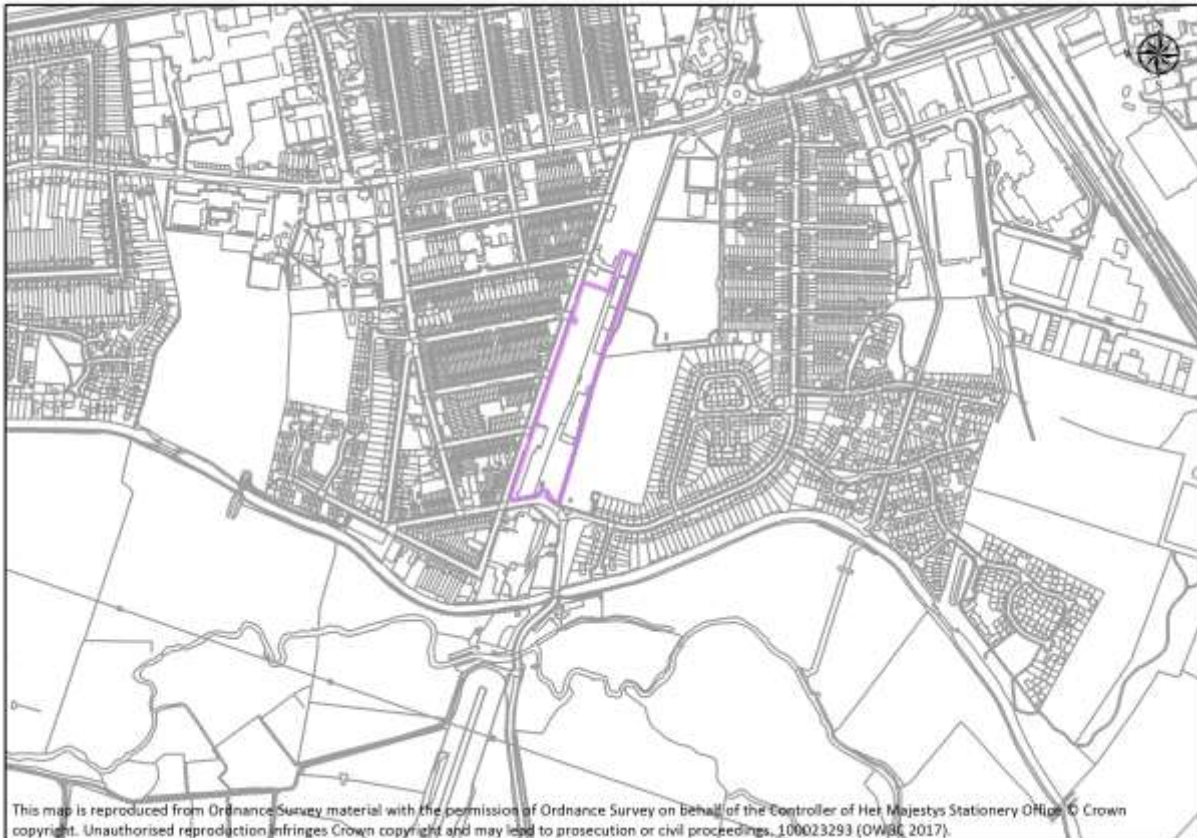 This map is reproduced from Ordnance Survey material with the permission of Ordnance Survey on behalf of the Controller of Her Majestys Stationery Office © Crown
copyright. Unauthorised reproduction infringes Crown copyright and may lead to prosecution or civil proceedings. 100023293 (OWBC 2017).